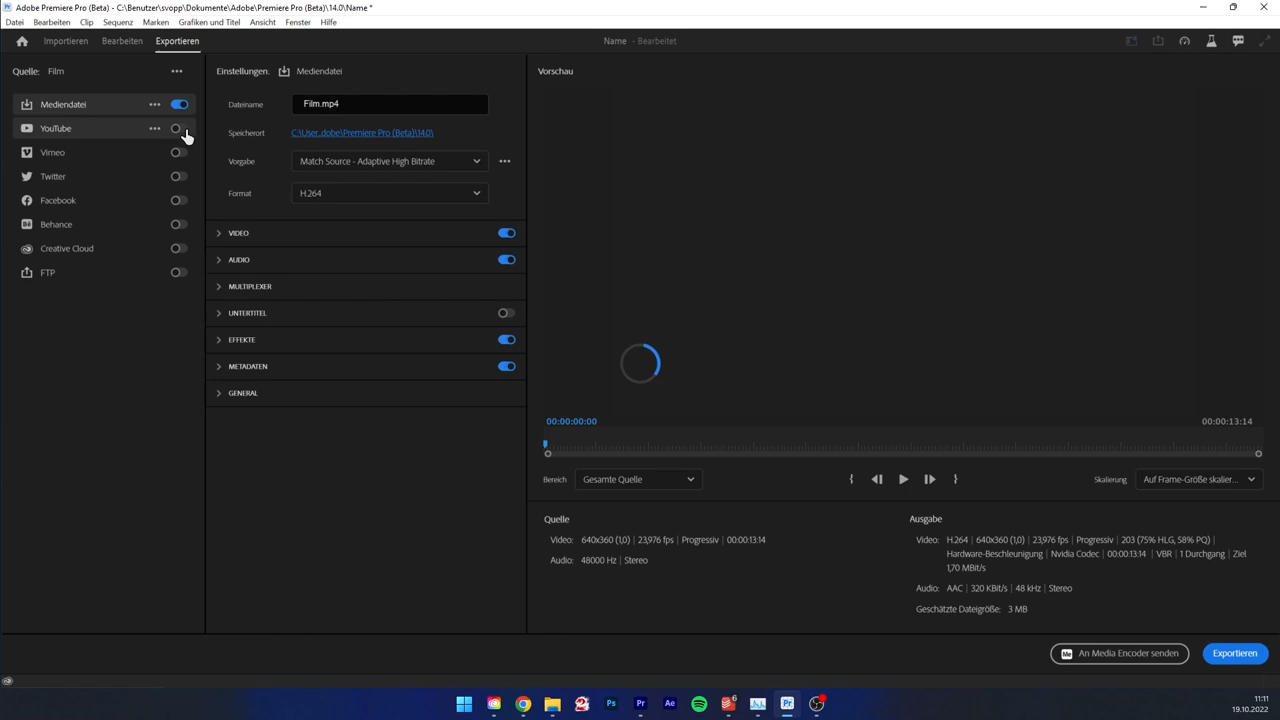 Adobe Premiere Pro (Beta) - C:\Benutzer\svopp\Dokumente\Adobe\Premiere Pro (Beta)\14.0\Name *
Datei Bearbeiten Clip Sequenz Marken Grafiken und Titel Ansicht Fenster Hilfe
Importieren Bearbeiten Exportieren
Name - Bearbeitet
Quelle: Film
Mediendatei
YouTube
Vimeo
Twitter
Facebook
Behance
Creative Cloud
FTP
Einstellungen: Mediendatei
Dateiname Film.mp4
Speicherort C:\User..dobe\Premiere Pro (Beta)\14.0\
Vorgabe Match Source - Adaptive High Bitrate
Format H.264
VIDEO
AUDIO
MULTIPLEXER
UNTERTITEL
EFFEKTE
METADATEN
GENERAL
Vorschau
00:00:00:00 00:00:13:14
Bereich Gesamte Quelle
Skalierung Auf Frame-Größe skalier...
Quelle
Video: 640x360 (1,0) | 23,976 fps | Progressiv | 00:00:13:14
Audio: 48000 Hz | Stereo
Ausgabe
Video: H.264 | 640x360 (1,0) | 23,976 fps | Progressiv | 203 (75% HLG, 58% PQ) |
Hardware-Beschleunigung | Nvidia Codec | 00:00:13:14 | VBR | 1 Durchgang | Ziel
1,70 MBit/s
Audio: AAC | 320 KBit/s | 48 kHz | Stereo
Geschätzte Dateigröße: 3 MB
Me An Media Encoder senden
Exportieren
Ps Pr Ae 6 Pr
11:11
19.10.2022